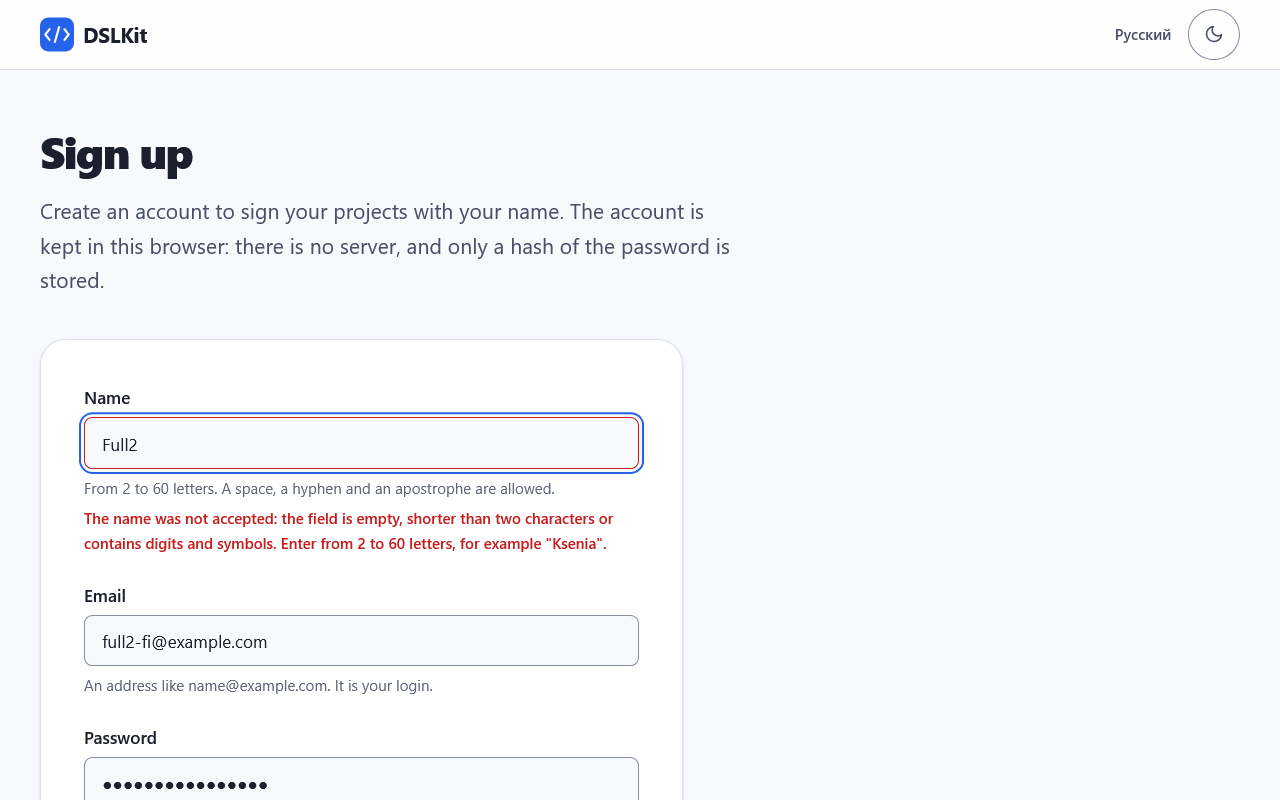 DSLKit
Русский
Sign up
Create an account to sign your projects with your name. The account is
kept in this browser: there is no server, and only a hash of the password is
stored.
Name
Full2
From 2 to 60 letters. A space, a hyphen and an apostrophe are allowed.
The name was not accepted: the field is empty, shorter than two characters or
contains digits and symbols. Enter from 2 to 60 letters, for example "Ksenia".
Email
full2-fi@example.com
An address like name@example.com. It is your login.
Password
••••••••••••••••